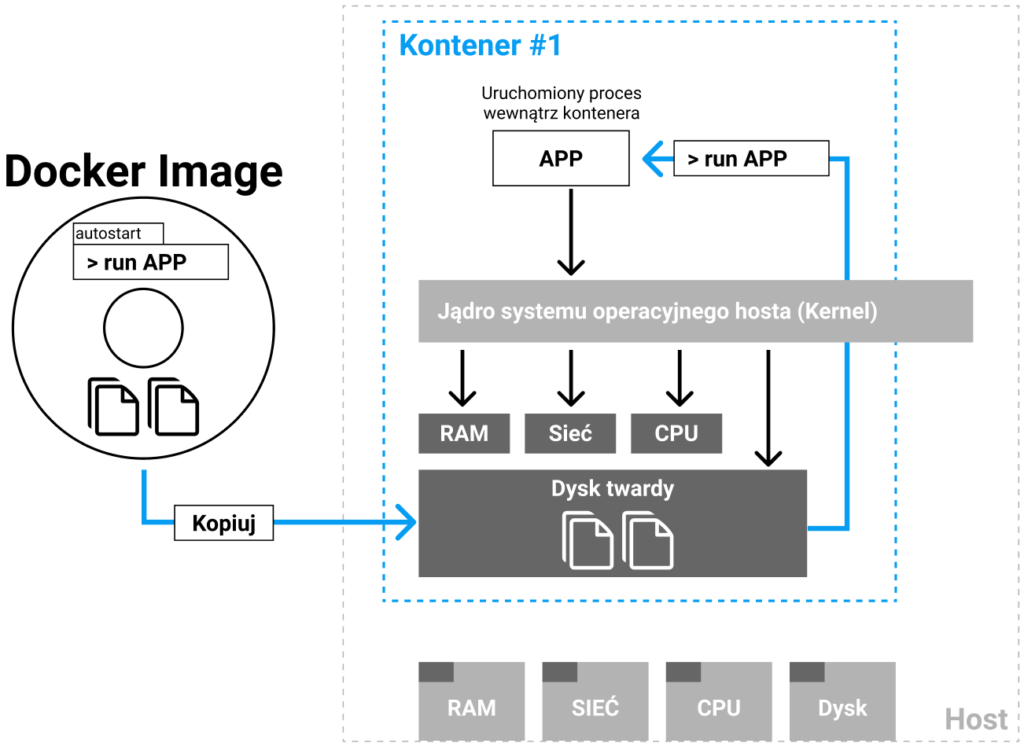 Kontener #1
Uruchomiony proces
wewnątrz kontenera
APP
> run APP
Docker Image
autostart
> run APP
Jądro systemu operacyjnego hosta (Kernel)
RAM
Sieć
CPU
Dysk twardy
Kopiuj
RAM
SIEĆ
CPU
Dysk
Host